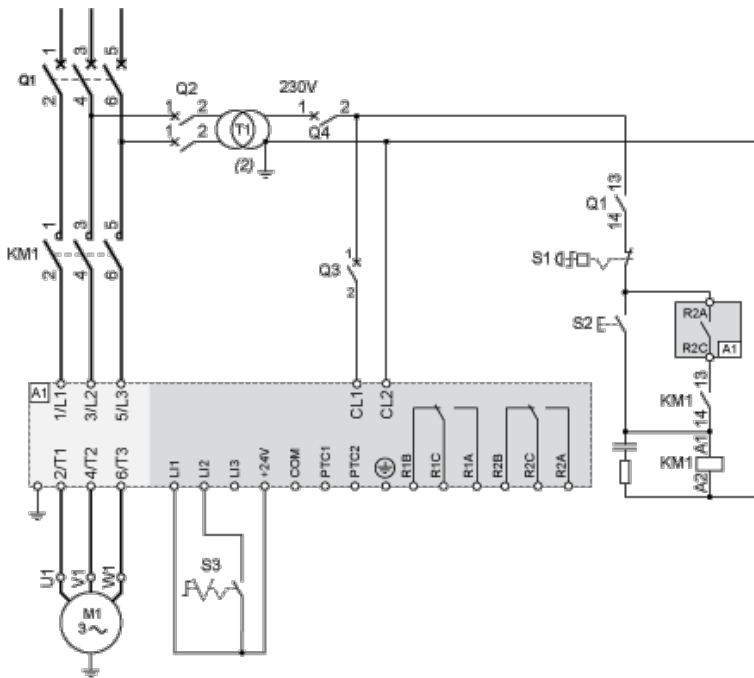 1 3 5
Q1
2 4 6
Q2
1 2
1 2
T1
(2)
230V
1 2
Q4
Q1
13
14
KM1
1 3 5
2 4 6
Q3
1
2
S1
S2
R2A
R2C
A1
KM1
13
14
KM1
A1
A2
A1
1/L1 3/L2 5/L3
CL1 CL2
2/T1 4/T2 6/T3
LI1 LI2 LI3 +24V COM PTC1 PTC2 R1B R1C R1A R2B R2C R2A
S3
U1 V1 W1
M1
3~